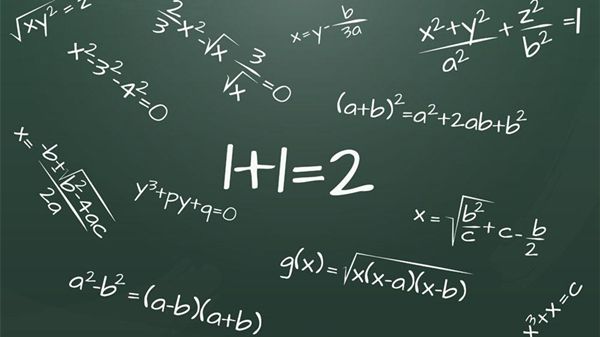 √xy² = 2
2/3 x² - √x 3/√x = 0
x = y - b/3a
(x² + y²)/a² + z²/b² = 1
x² - 3² - 4² = 0
(a+b)² = a² + 2ab + b²
1+1=2
x = (b ± √b² - 4ac)/2a
y³ + py + q = 0
x = √b²/c + c - b/2
g(x) = √x(x-a)(x-b)
a² - b² = (a-b)(a+b)
x³ + x = c